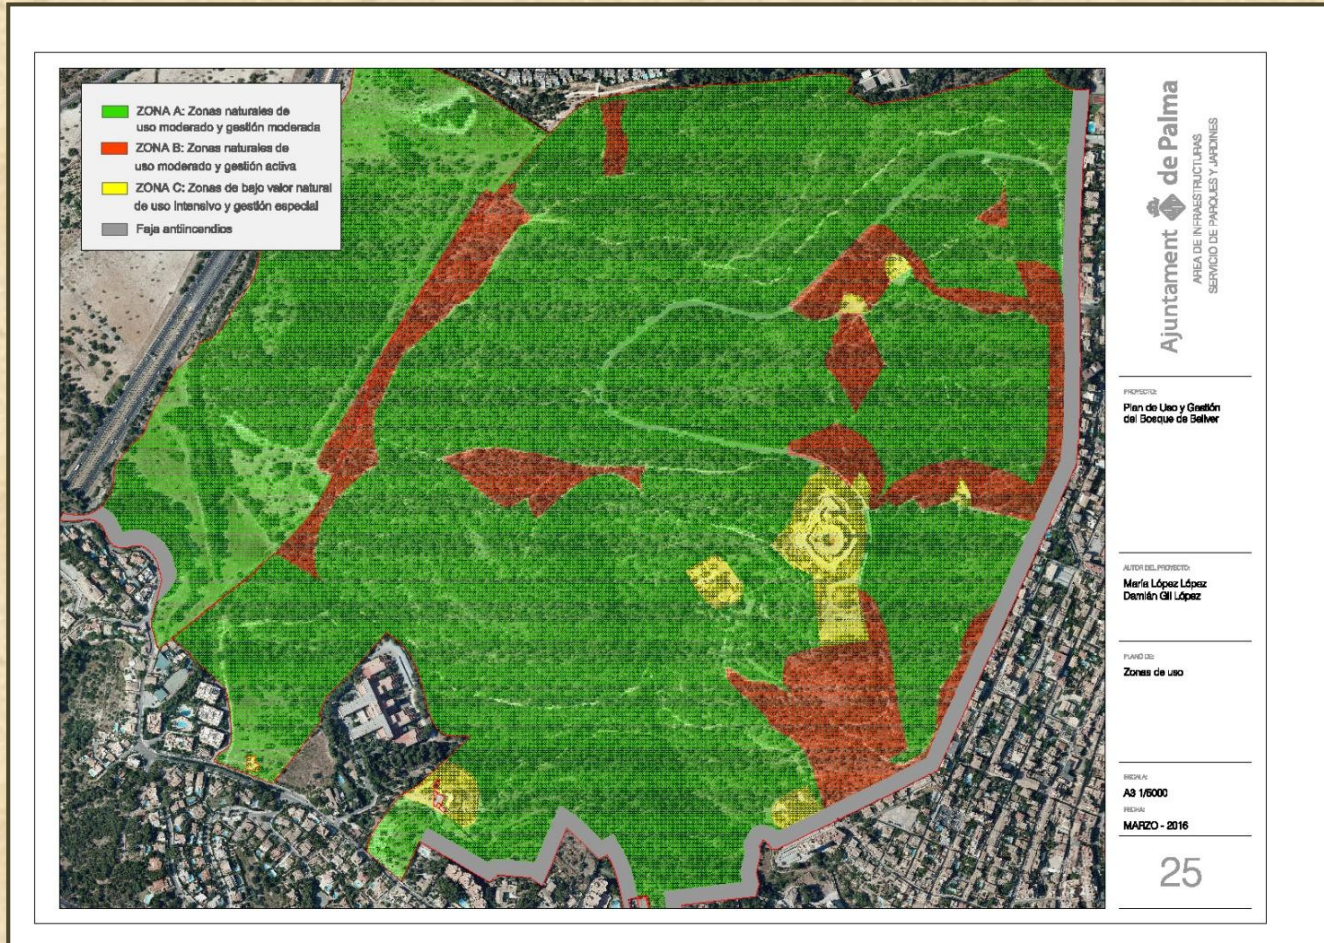 ZONA A: Zonas naturales de
uso moderado y gestión moderada
ZONA B: Zonas naturales de
uso moderado y gestión activa
ZONA C: Zonas de bajo valor natural
de uso intensivo y gestión especial
Faja antiincendios
Ajuntament de Palma
AREA DE INFRAESTRUCTURAS
SERVICIO DE PARQUES Y JARDINES
PROYECTO:
Plan de Uso y Gestión
del Bosque de Bellver
AUTOR DEL PROYECTO:
María López López
Damián Gil López
PLANO DE:
Zonas de uso
ESCALA:
A3 1/5000
FECHA:
MARZO - 2016
25